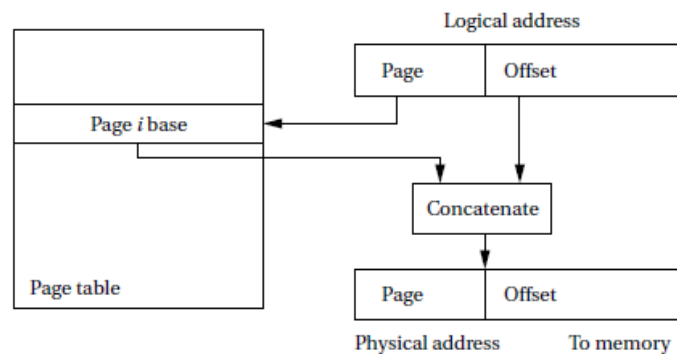 Logical address
Page Offset
Page i base
Concatenate
Page table
Page Offset
Physical address To memory